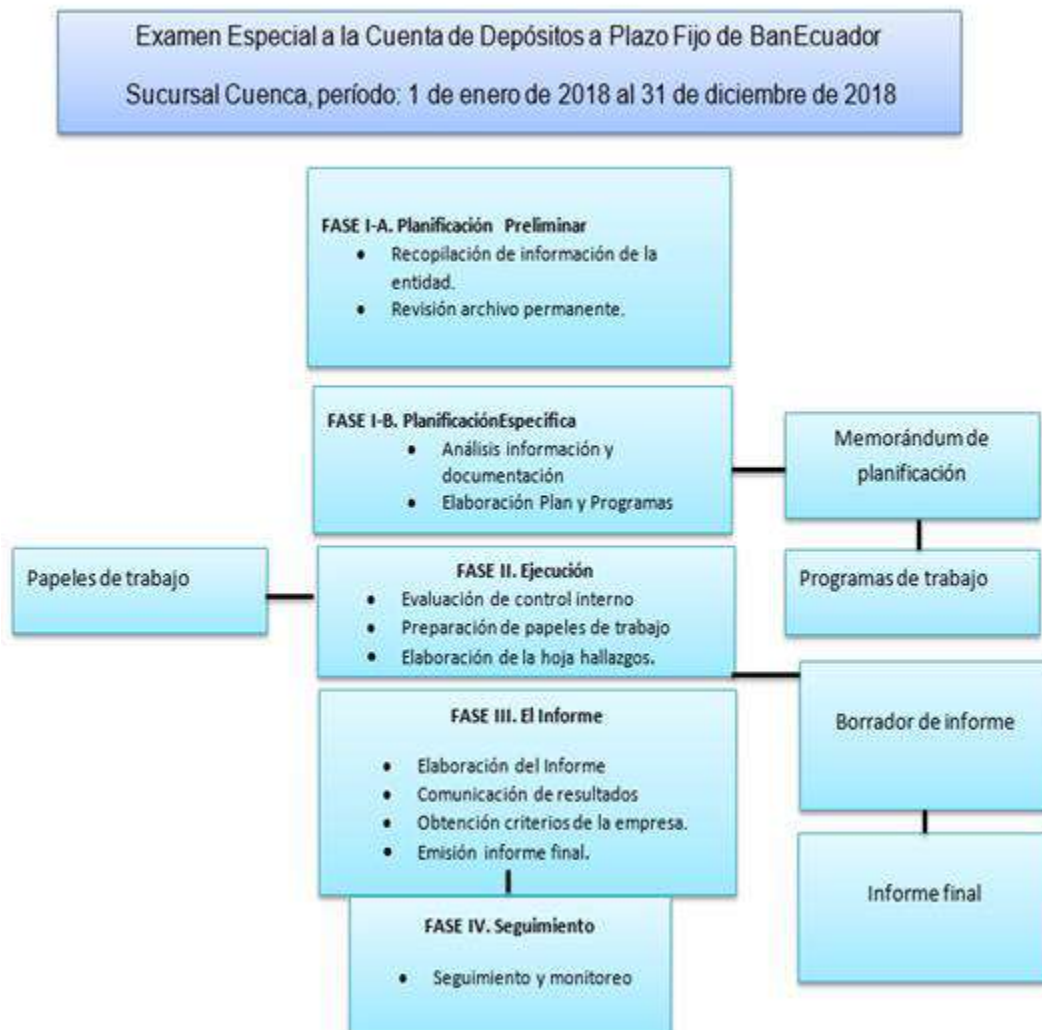 Examen Especial a la Cuenta de Depósitos a Plazo Fijo de BanEcuador
Sucursal Cuenca, período: 1 de enero de 2018 al 31 de diciembre de 2018
FASE I-A. Planificación Preliminar
• Recopilación de información de la
entidad.
• Revisión archivo permanente.
FASE I-B. PlanificaciónEspecifica
• Análisis información y
documentación
• Elaboración Plan y Programas
Memorándum de
planificación
Papeles de trabajo
FASE II. Ejecución
• Evaluación de control interno
• Preparación de papeles de trabajo
• Elaboración de la hoja hallazgos.
Programas de trabajo
FASE III. El Informe
• Elaboración del Informe
• Comunicación de resultados
• Obtención criterios de la empresa.
• Emisión informe final.
Borrador de informe
Informe final
FASE IV. Seguimiento
• Seguimiento y monitoreo